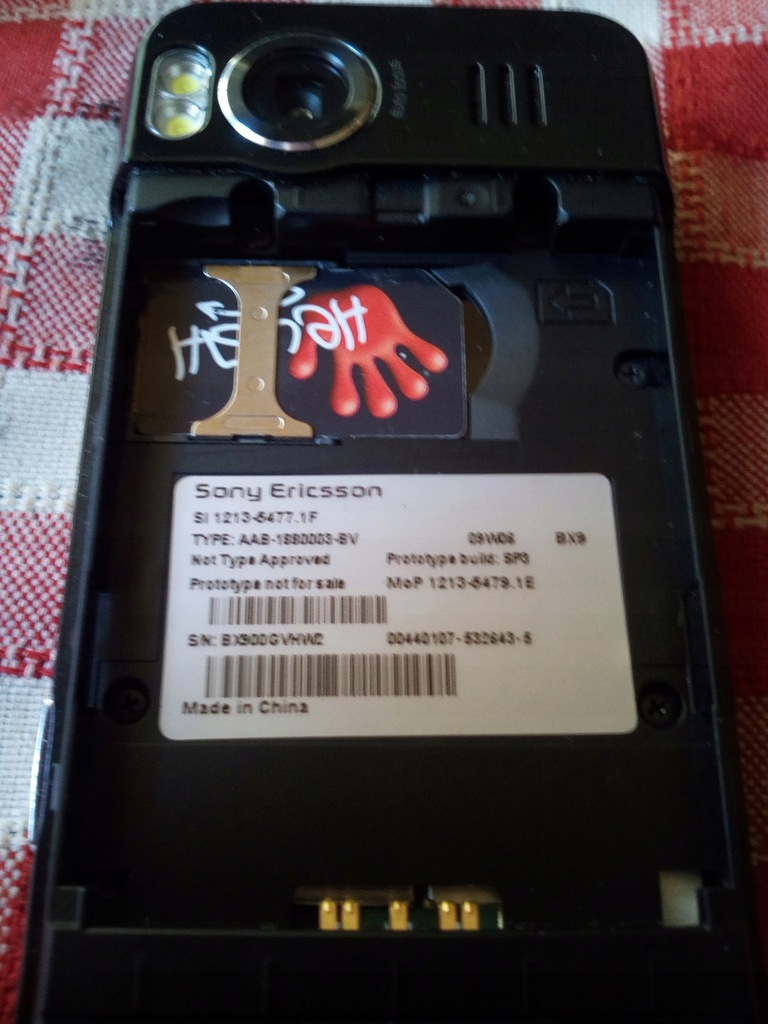 Sony Ericsson
SI 1213-5477.1F
TYPE: AAB-1880003-BV 09W06 BX9
Not Type Approved Prototype build: SP3
Prototype not for sale MoP 1213-5479.1E
S/N: BX900GVHW2 00440107-532643-5
Made in China